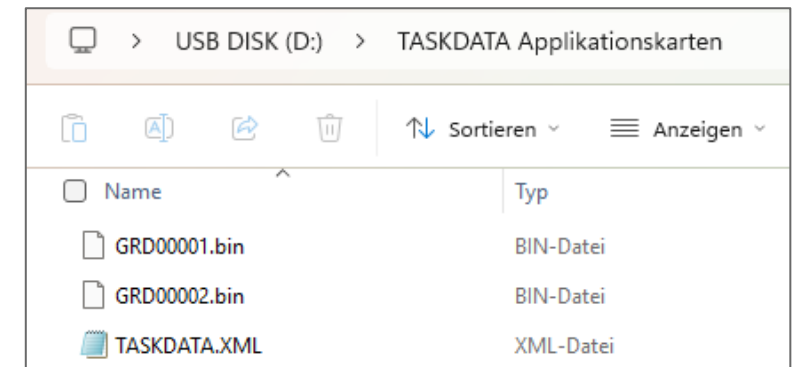 > USB DISK (D:) > TASKDATA Applikationskarten
Sortieren Anzeigen
Name Typ
GRD00001.bin BIN-Datei
GRD00002.bin BIN-Datei
TASKDATA.XML XML-Datei